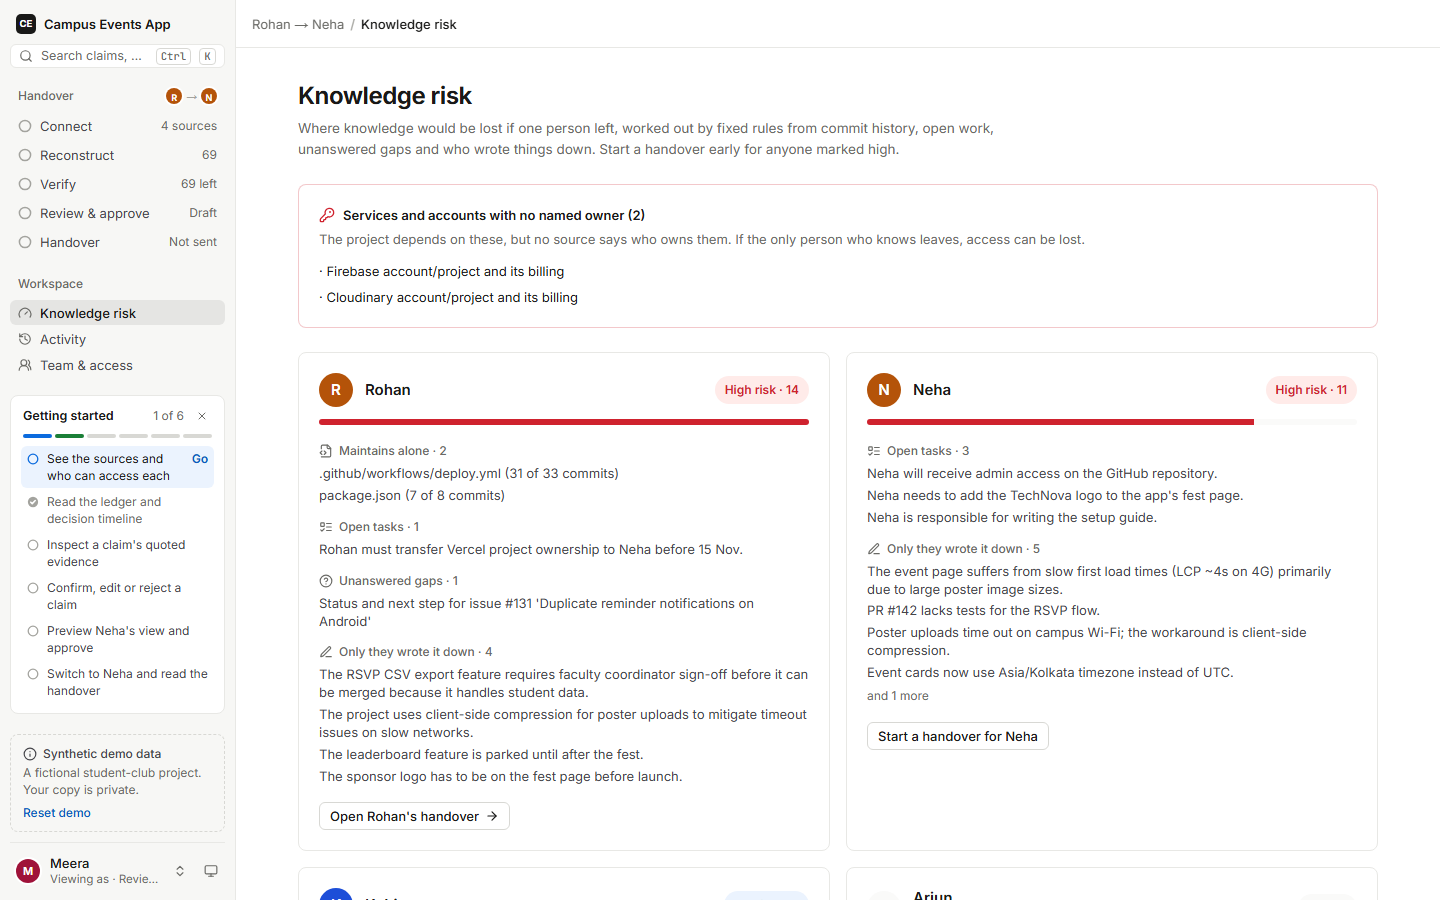 CE Campus Events App
Search claims, ... Ctrl K
Handover R → N
Connect 4 sources
Reconstruct 69
Verify 69 left
Review & approve Draft
Handover Not sent
Workspace
Knowledge risk
Activity
Team & access
Getting started 1 of 6 ×
See the sources and Go
who can access each
Read the ledger and
decision timeline
Inspect a claim's quoted
evidence
Confirm, edit or reject a
claim
Preview Neha's view and
approve
Switch to Neha and read the
handover
Synthetic demo data
A fictional student-club project.
Your copy is private.
Reset demo
M Meera
Viewing as · Revie...
Rohan → Neha / Knowledge risk
Knowledge risk
Where knowledge would be lost if one person left, worked out by fixed rules from commit history, open work,
unanswered gaps and who wrote things down. Start a handover early for anyone marked high.
Services and accounts with no named owner (2)
The project depends on these, but no source says who owns them. If the only person who knows leaves, access can be lost.
· Firebase account/project and its billing
· Cloudinary account/project and its billing
R Rohan High risk · 14
Maintains alone · 2
.github/workflows/deploy.yml (31 of 33 commits)
package.json (7 of 8 commits)
Open tasks · 1
Rohan must transfer Vercel project ownership to Neha before 15 Nov.
Unanswered gaps · 1
Status and next step for issue #131 'Duplicate reminder notifications on
Android'
Only they wrote it down · 4
The RSVP CSV export feature requires faculty coordinator sign-off before it can
be merged because it handles student data.
The project uses client-side compression for poster uploads to mitigate timeout
issues on slow networks.
The leaderboard feature is parked until after the fest.
The sponsor logo has to be on the fest page before launch.
Open Rohan's handover →
N Neha High risk · 11
Open tasks · 3
Neha will receive admin access on the GitHub repository.
Neha needs to add the TechNova logo to the app's fest page.
Neha is responsible for writing the setup guide.
Only they wrote it down · 5
The event page suffers from slow first load times (LCP ~4s on 4G) primarily
due to large poster image sizes.
PR #142 lacks tests for the RSVP flow.
Poster uploads time out on campus Wi-Fi; the workaround is client-side
compression.
Event cards now use Asia/Kolkata timezone instead of UTC.
and 1 more
Start a handover for Neha
Arjun